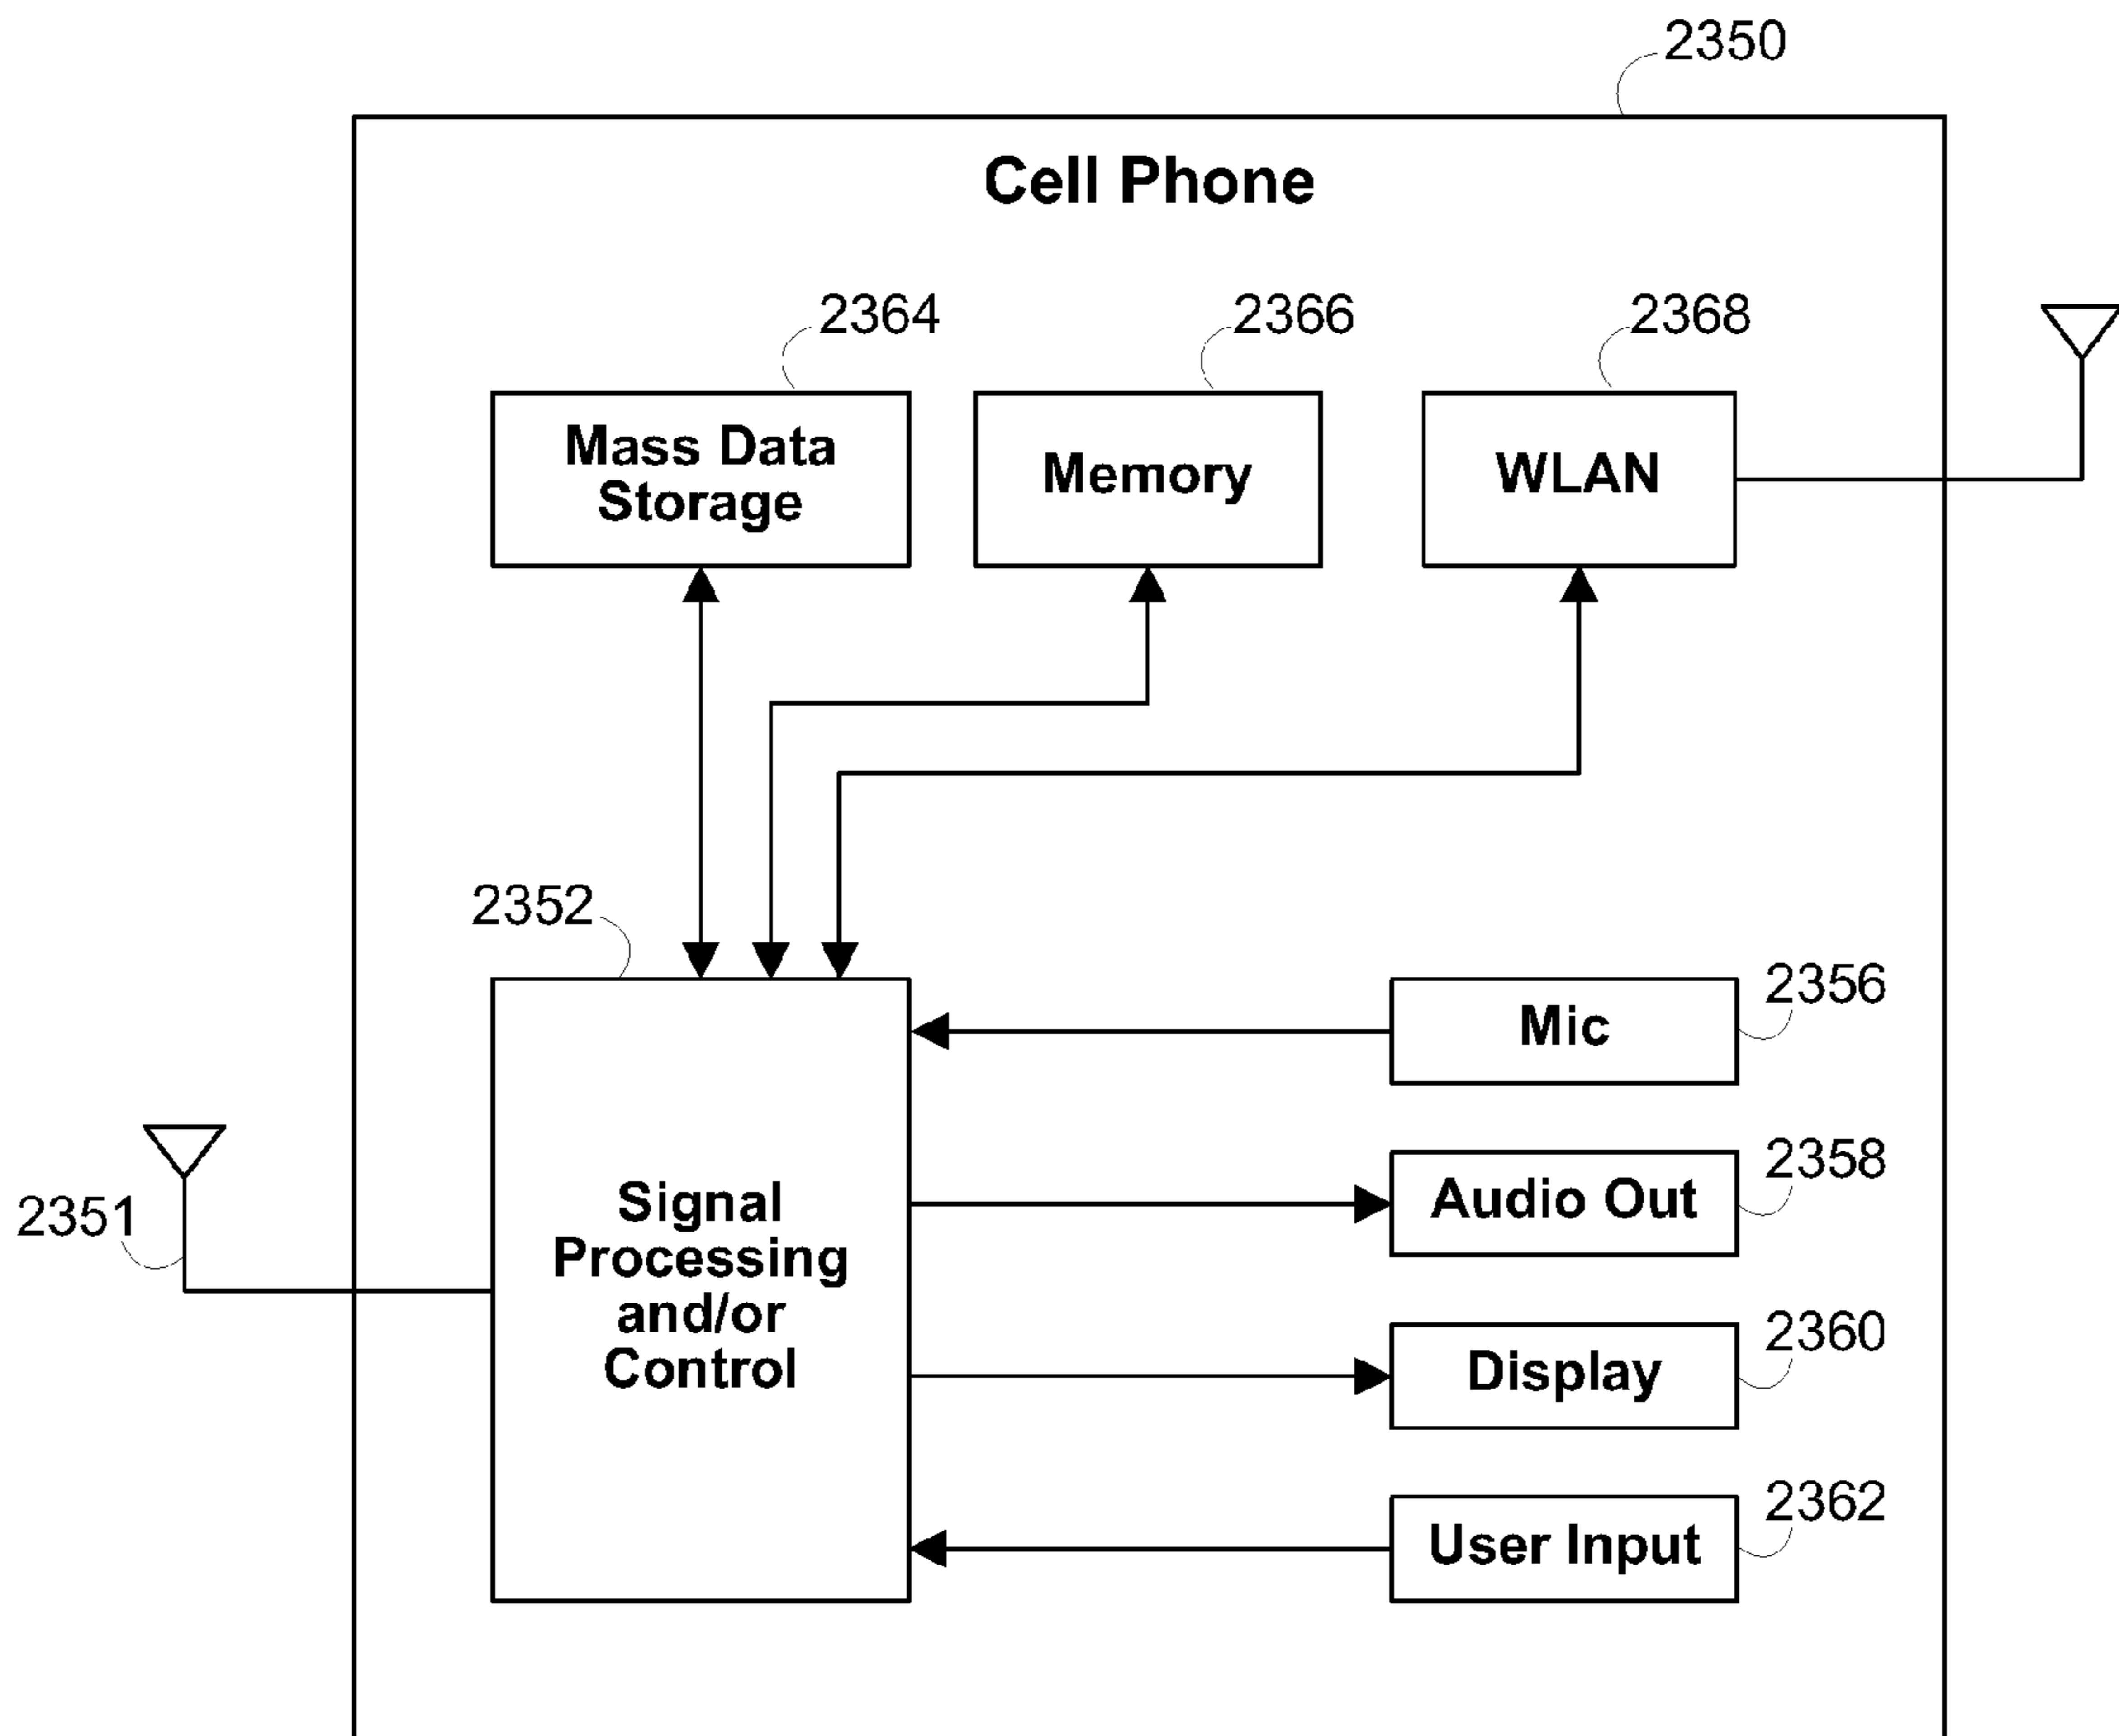 2350
Cell Phone
2364
2366
2368
Mass Data
Storage
Memory
WLAN
2352
2356
Mic
2358
Audio Out
2351
Signal
Processing
and/or
Control
2360
Display
2362
User Input